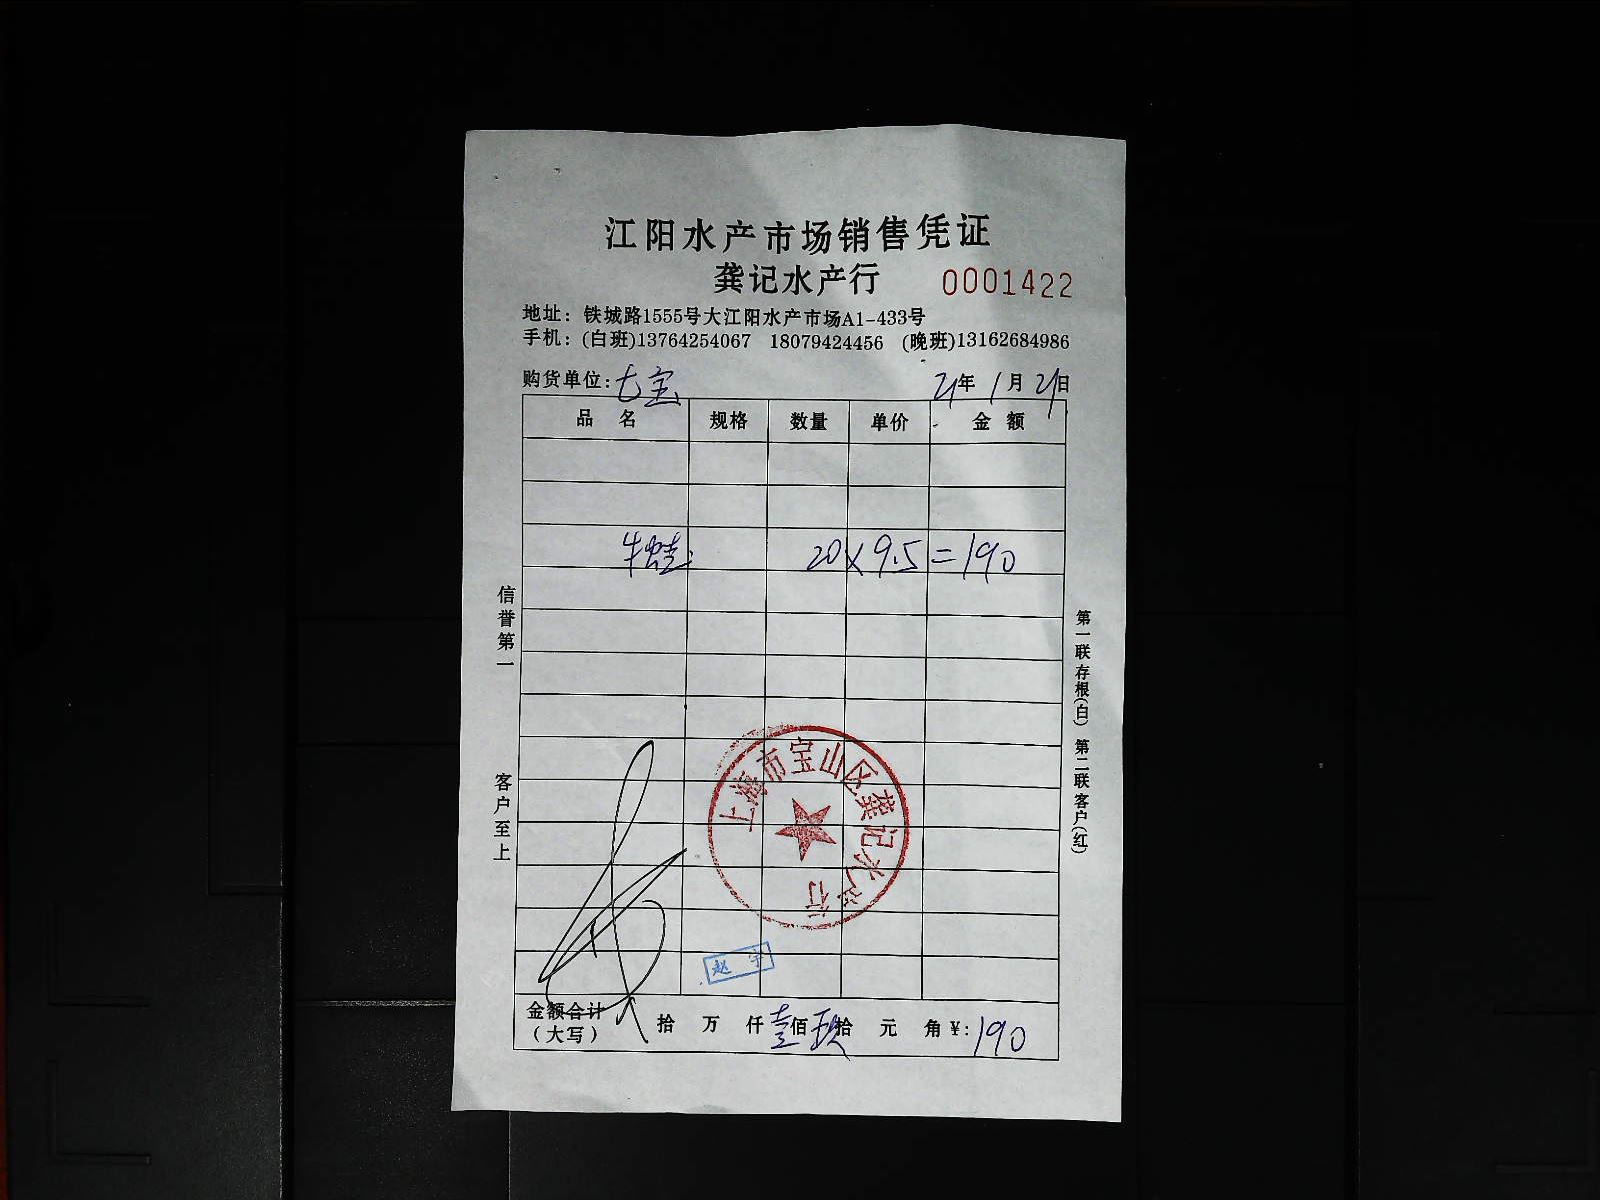 江阳水产市场销售凭证
龚记水产行 0001422
地址：铁城路1555号大江阳水产市场A1-433号
手机：(白班)13764254067 18079424456 (晚班)13162684986
购货单位：七宝 21年1月21日
品名 规格 数量 单价 金额
牛蛙 20×9.5=190
信誉第一 客户至上
第一联存根(白) 第二联客户(红)
上海市宝山区龚记水产行
赵宇
金额合计（大写） 拾 万 仟 壹佰 玖拾 元 角 ¥：190